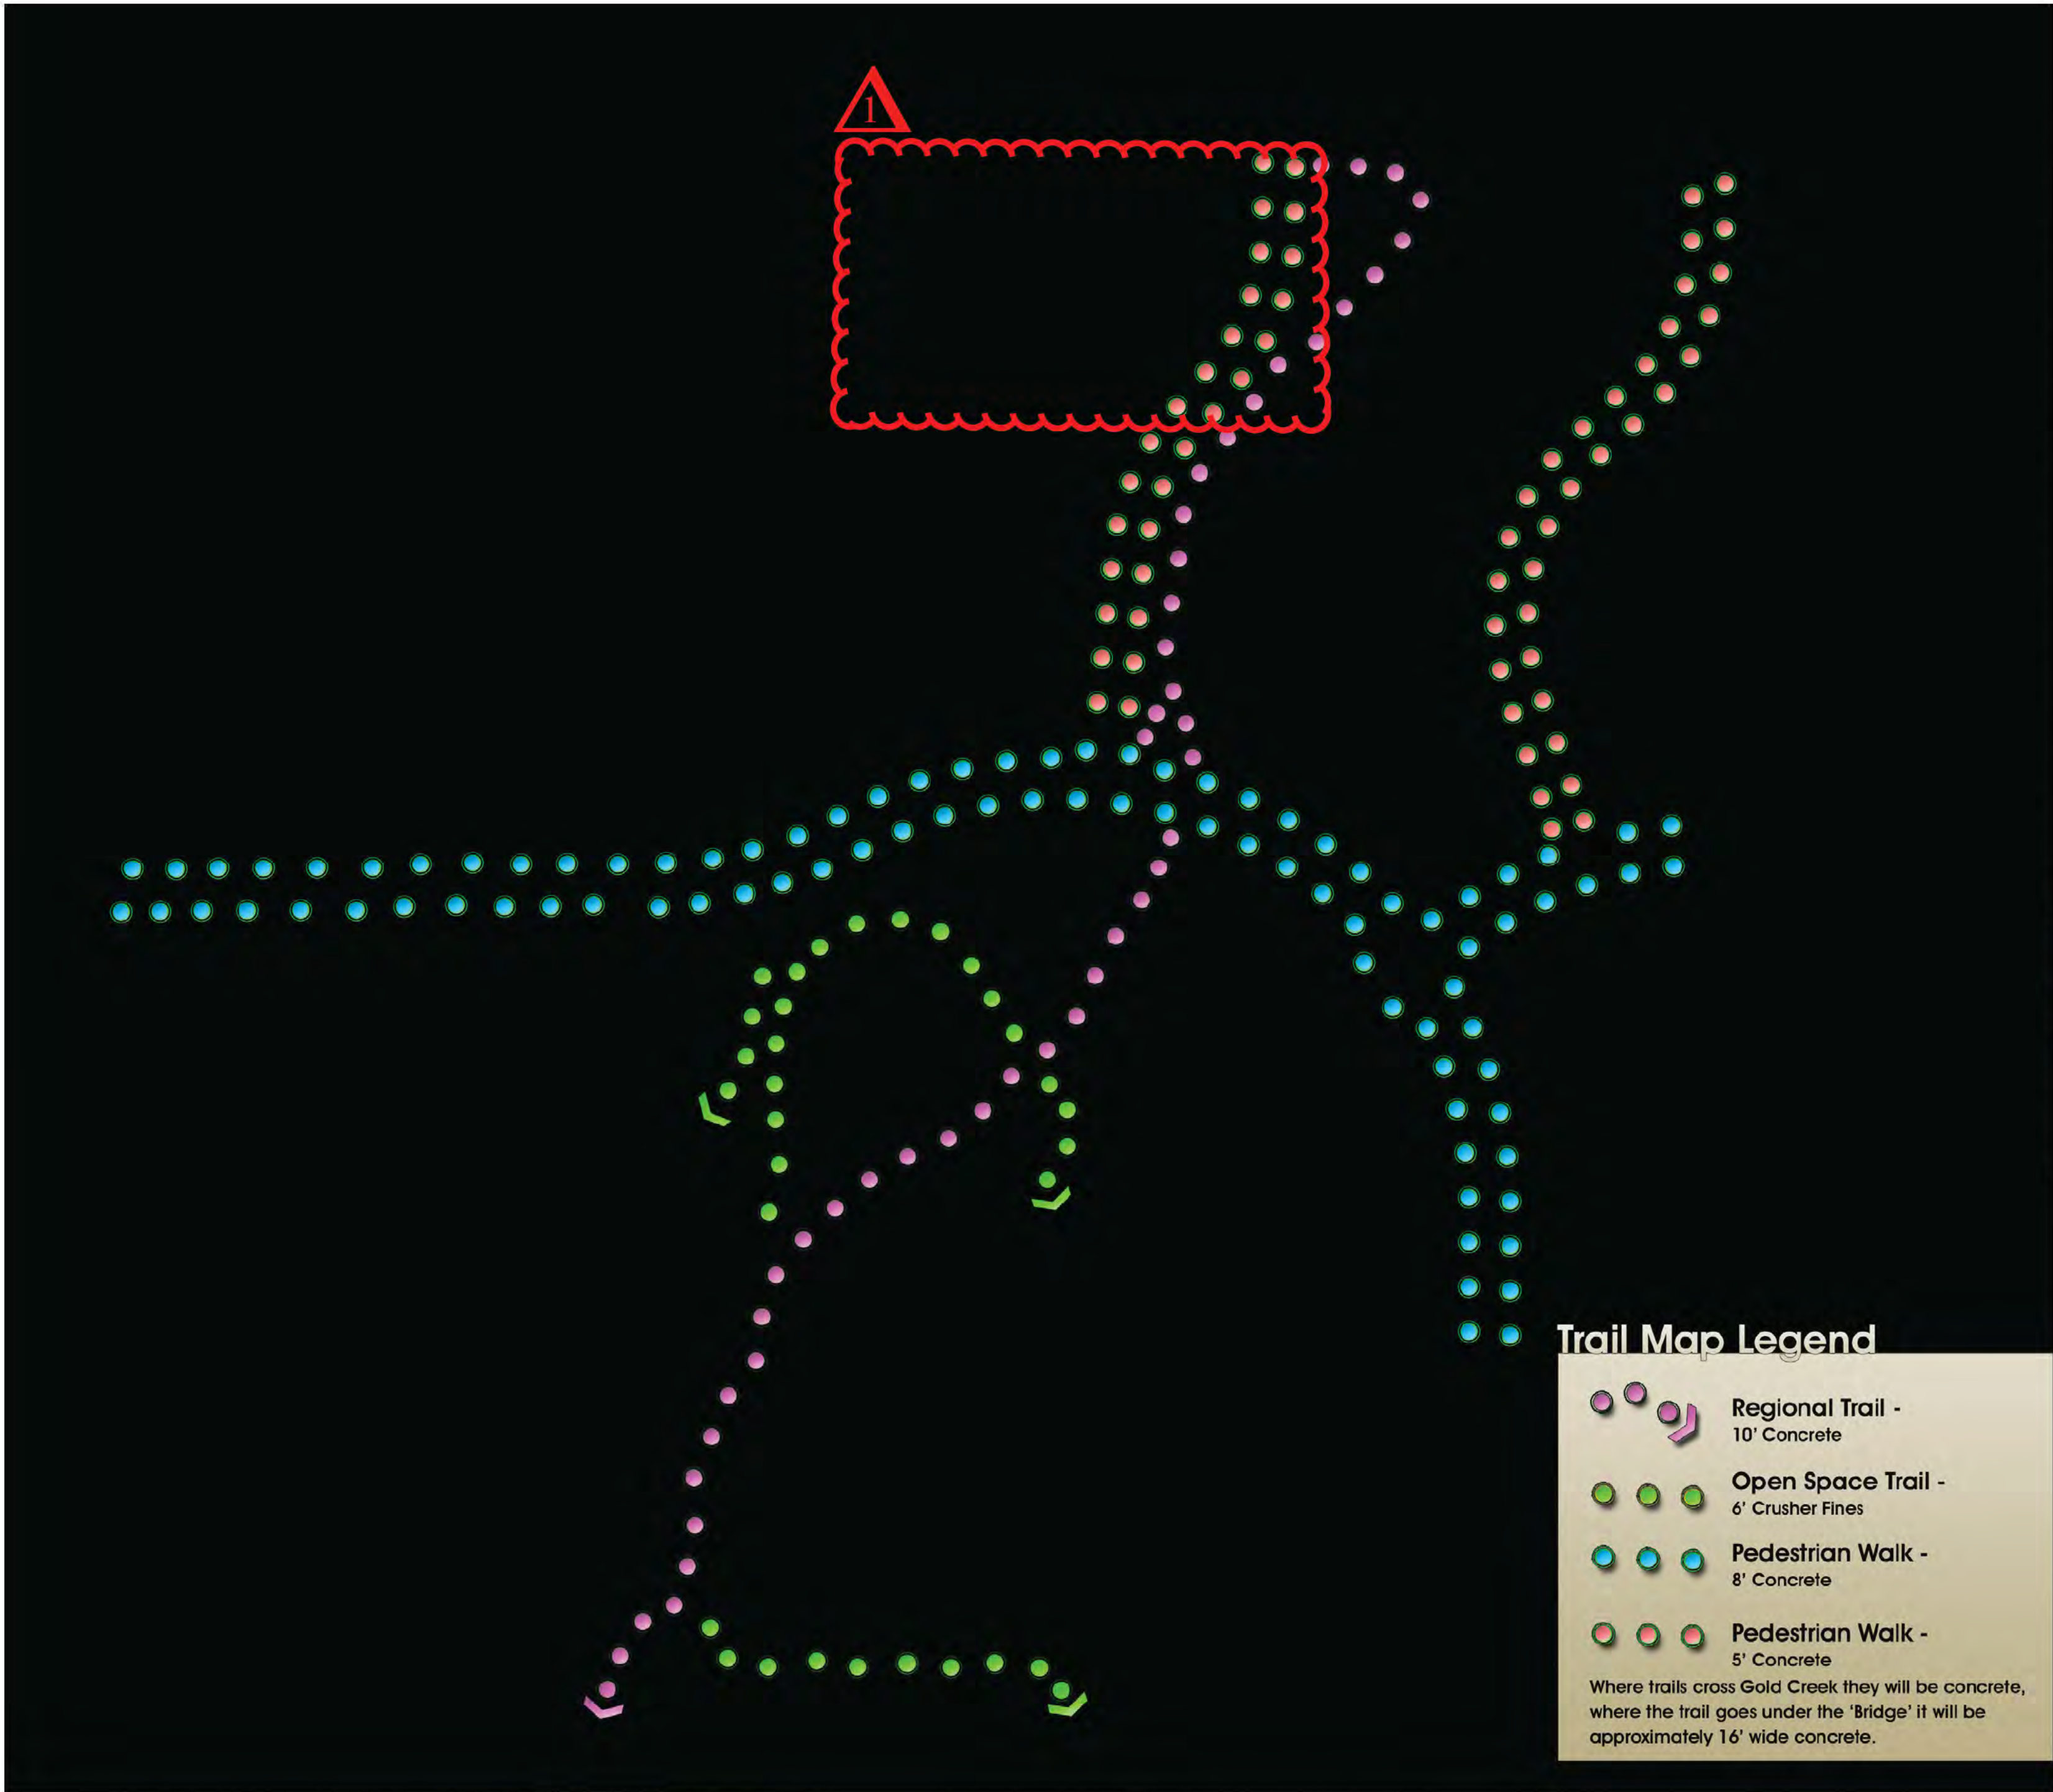 1
Trail Map Legend
Regional Trail -
10' Concrete
Open Space Trail -
6' Crusher Fines
Pedestrian Walk -
8' Concrete
Pedestrian Walk -
5' Concrete
Where trails cross Gold Creek they will be concrete,
where the trail goes under the 'Bridge' it will be
approximately 16' wide concrete.